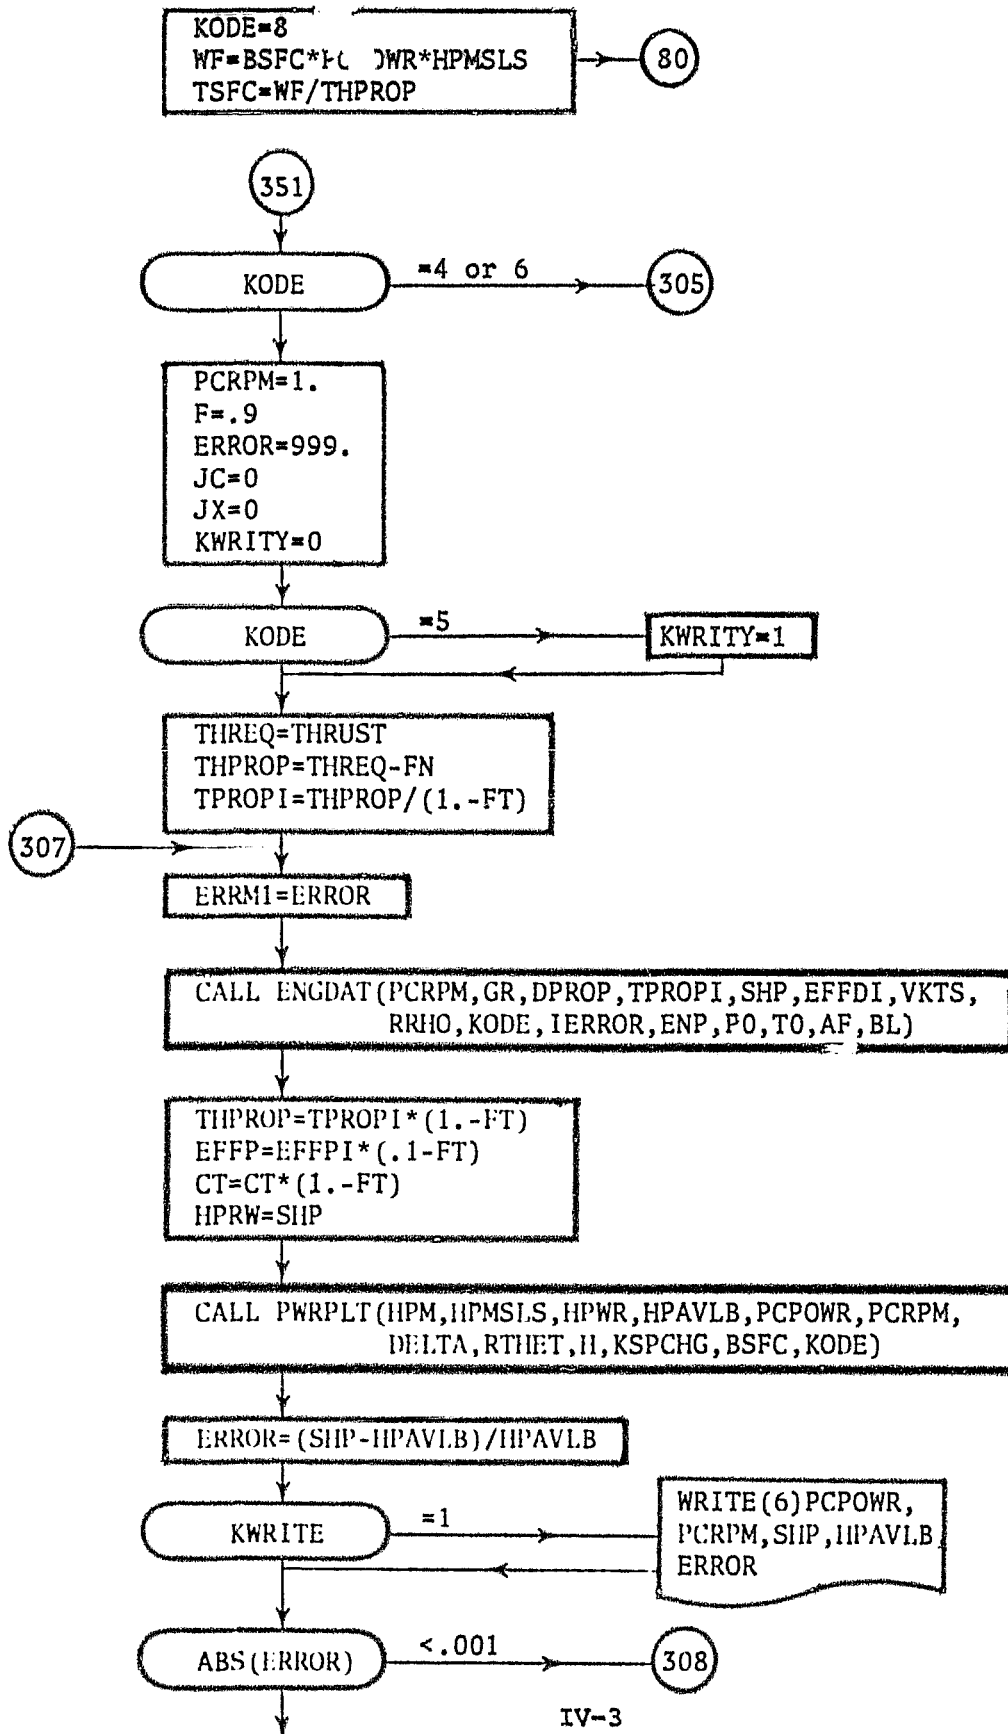 KODE=8
WF=BSFC* *HPMSLS
TSFC=WF/THPROP
80
351
KODE
=4 or 6
305
PCRPM=1.
F=.9
ERROR=999.
JC=0
JX=0
KWRITY=0
KODE
=5
KWRITY=1
THREQ=THRUST
THPROP=THREQ-FN
TPROPI=THPROP/(1.-FT)
307
ERRM1=ERROR
CALL ENGDAT(PCRPM,GR,DPROP,TPROPI,SHP,EFFDI,VKTS,
RRHO,KODE,IERROR,ENP,PO,TO,AF,BL)
THPROP=TPROPI*(1.-FT)
EFFP=EFFPI*(.1-FT)
CT=CT*(1.-FT)
HPRW=SHP
CALL PWRPLT(HPM,HPMSLS,HPWR,HPAVLB,PCPOWR,PCRPM,
DELTA,RTHET,H,KSPCHG,BSFC,KODE)
ERROR=(SHP-HPAVLB)/HPAVLB
KWRITE
=1
WRITE(6)PCPOWR,
PCRPM,SHP,HPAVLB
ERROR
ABS(ERROR)
<.001
308
IV-3